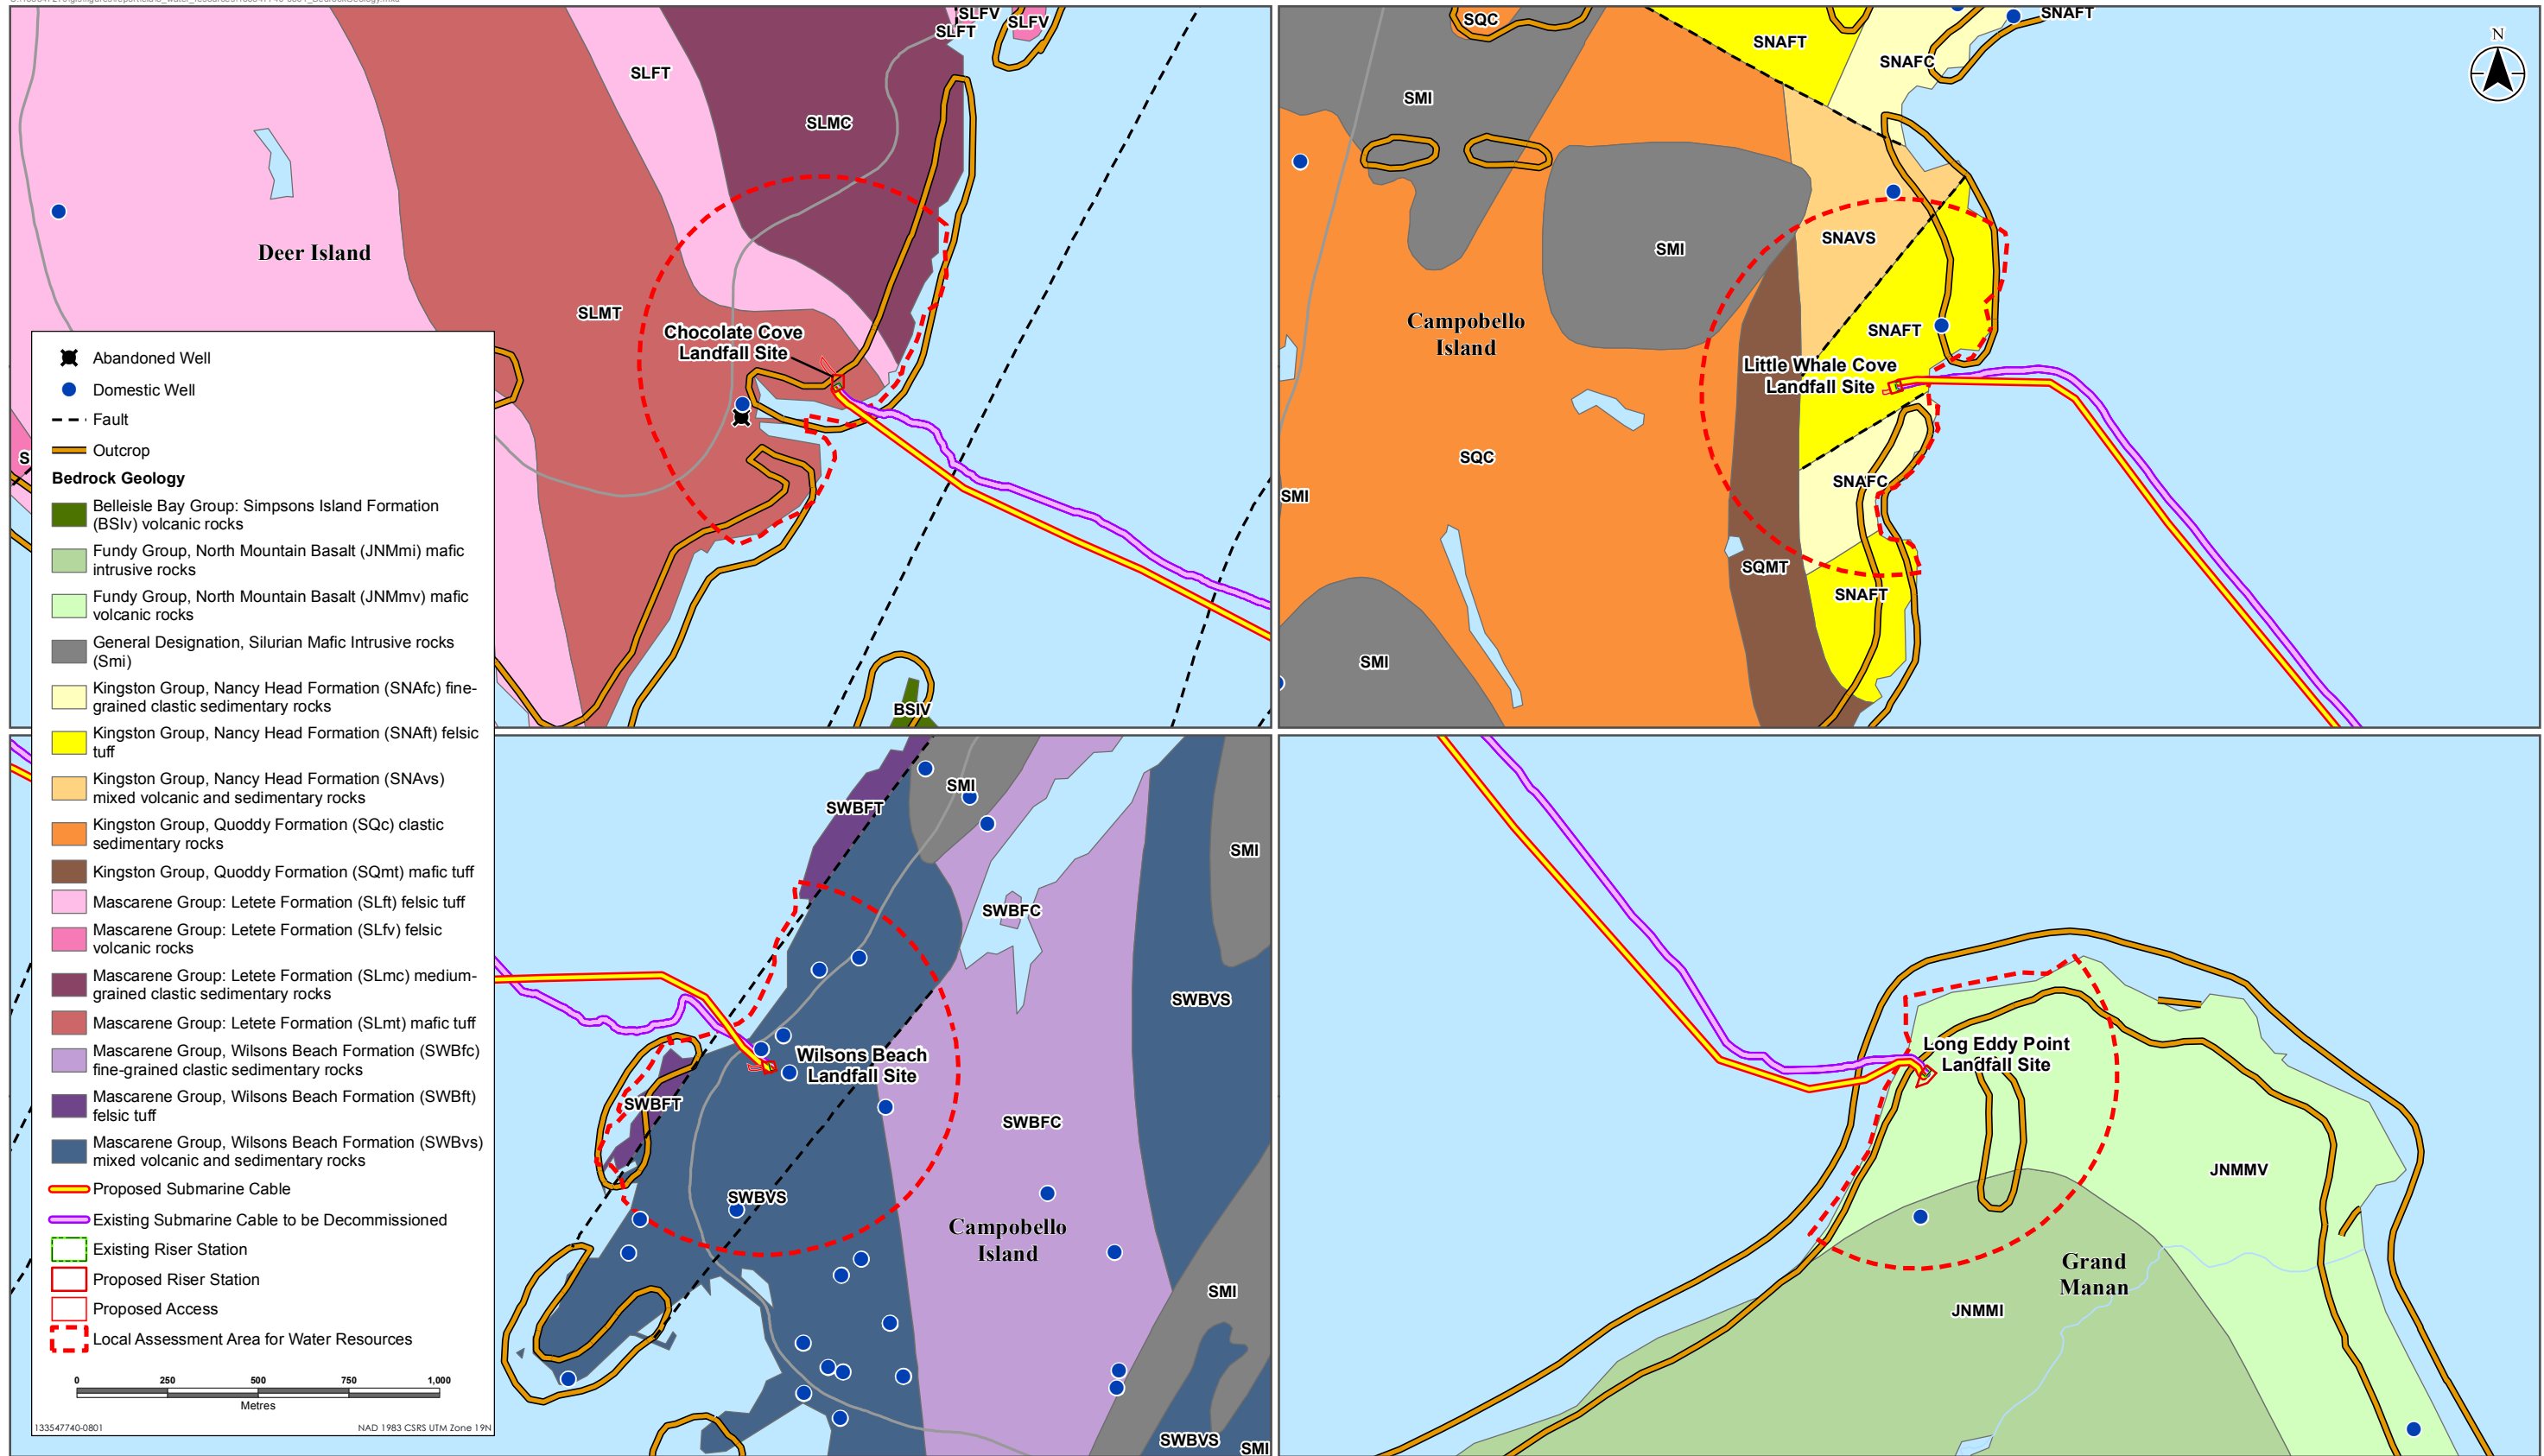 SLFV
SLFV
SLFT
SLFT
SLMC
Deer Island
SLMT
Chocolate Cove
Landfall Site
BSIV
SQC
SNAFT
SNAFT
SNAFC
SMI
SNAVS
SMI
Campobello
Island
SNAFT
Little Whale Cove
Landfall Site
SQC
SNAFC
SMI
SQMT
SNAFT
SMI
N
Abandoned Well
Domestic Well
Fault
Outcrop
Bedrock Geology
Belleisle Bay Group: Simpsons Island Formation
(BSIv) volcanic rocks
Fundy Group, North Mountain Basalt (JNMmi) mafic
intrusive rocks
Fundy Group, North Mountain Basalt (JNMmv) mafic
volcanic rocks
General Designation, Silurian Mafic Intrusive rocks
(Smi)
Kingston Group, Nancy Head Formation (SNAfc) fine-
grained clastic sedimentary rocks
Kingston Group, Nancy Head Formation (SNAft) felsic
tuff
Kingston Group, Nancy Head Formation (SNAvs)
mixed volcanic and sedimentary rocks
Kingston Group, Quoddy Formation (SQc) clastic
sedimentary rocks
Kingston Group, Quoddy Formation (SQmt) mafic tuff
Mascarene Group: Letete Formation (SLft) felsic tuff
Mascarene Group: Letete Formation (SLfv) felsic
volcanic rocks
Mascarene Group: Letete Formation (SLmc) medium-
grained clastic sedimentary rocks
Mascarene Group: Letete Formation (SLmt) mafic tuff
Mascarene Group, Wilsons Beach Formation (SWBfc)
fine-grained clastic sedimentary rocks
Mascarene Group, Wilsons Beach Formation (SWBft)
felsic tuff
Mascarene Group, Wilsons Beach Formation (SWBvs)
mixed volcanic and sedimentary rocks
Proposed Submarine Cable
Existing Submarine Cable to be Decommissioned
Existing Riser Station
Proposed Riser Station
Proposed Access
Local Assessment Area for Water Resources
0 250 500 750 1,000
Metres
133547740-0801 NAD 1983 CSRS UTM Zone 19N
SMI
SWBFT
SMI
SWBFC
SWBVS
Wilsons Beach
Landfall Site
SWBFT
SWBFC
SWBVS
Campobello
Island
SMI
SWBVS
SMI
Long Eddy Point
Landfall Site
JNMMV
Grand
Manan
JNMMI